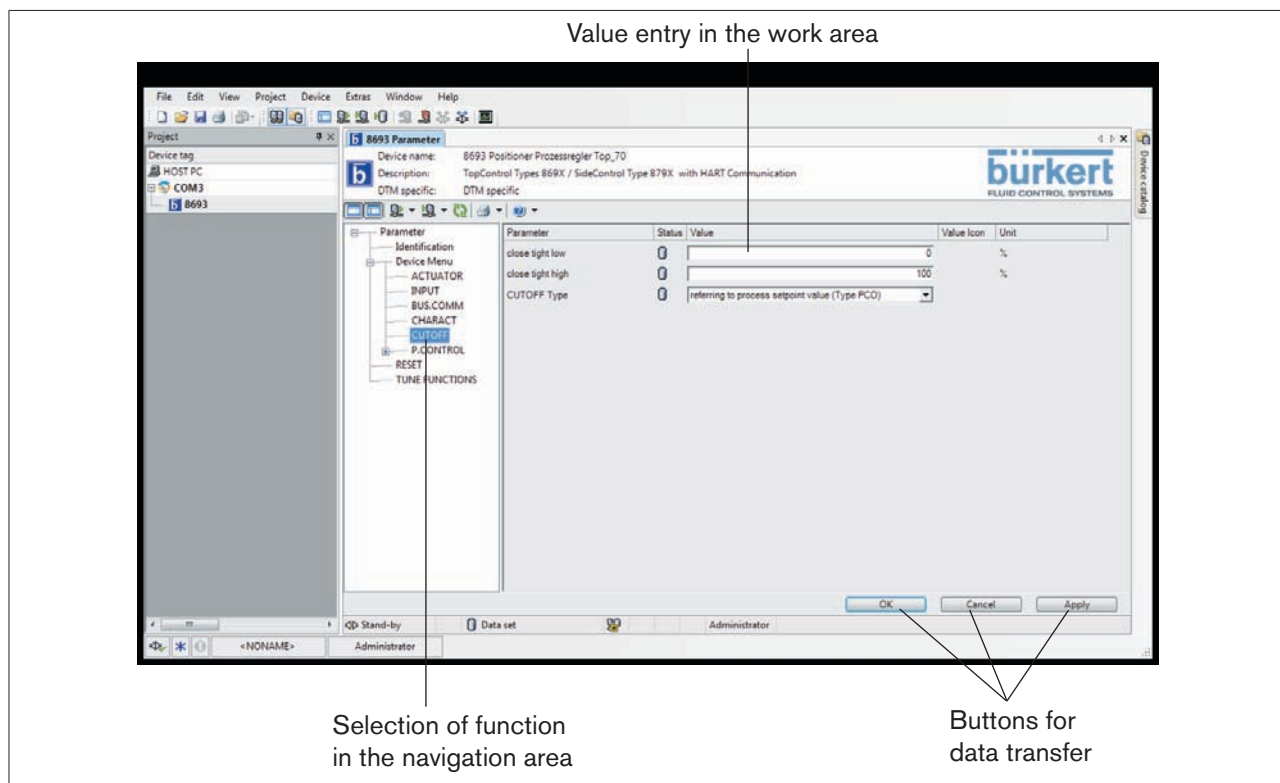 Value entry in the work area
File Edit View Project Device Extras Window Help
Project
8693 Parameter
Device tag
HOST PC
COM3
8693
Device name: 8693 Positioner Prozessregler Top_70
Description: TopControl Types 869X / SideControl Type 879X with HART Communication
DTM specific: DTM specific
bürkert
FLUID CONTROL SYSTEMS
Device catalog
Parameter
Identification
Device Menu
ACTUATOR
INPUT
BUS.COMM
CHARACT
CUTOFF
P.CONTROL
RESET
TUNE FUNCTIONS
Parameter Status Value Value Icon Unit
close tight low 0 %
close tight high 100 %
CUTOFF Type referring to process setpoint value (Type PCO)
OK Cancel Apply
Stand-by Data set Administrator
<NONAME> Administrator
Selection of function
in the navigation area
Buttons for
data transfer